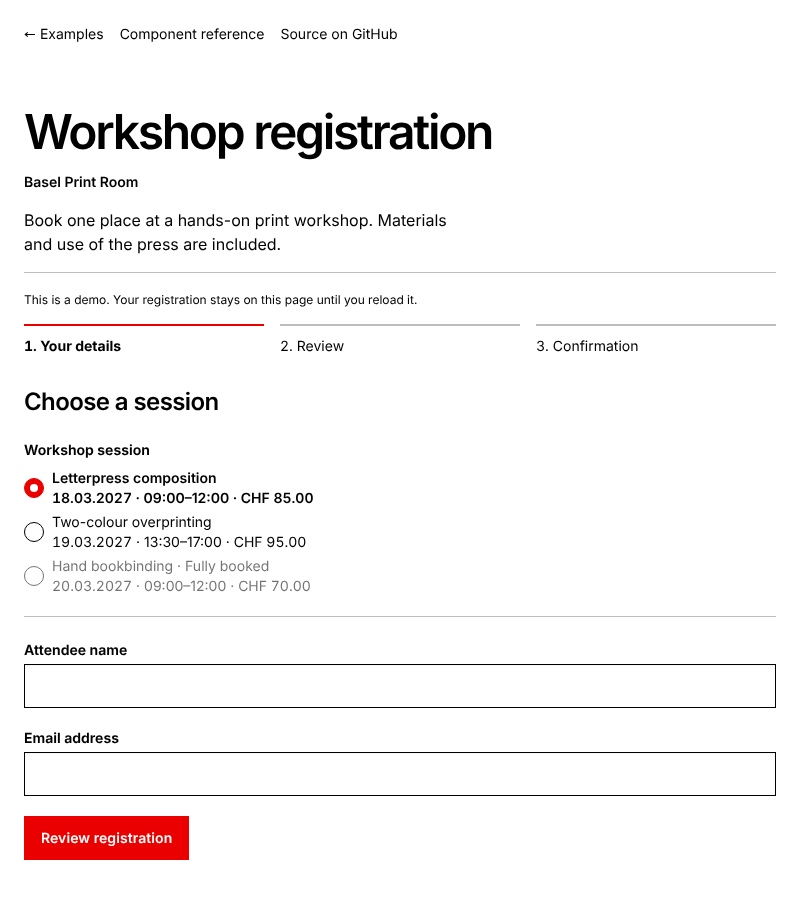 ← Examples Component reference Source on GitHub
Workshop registration
Basel Print Room
Book one place at a hands-on print workshop. Materials
and use of the press are included.
This is a demo. Your registration stays on this page until you reload it.
1. Your details 2. Review 3. Confirmation
Choose a session
Workshop session
Letterpress composition
18.03.2027 · 09:00–12:00 · CHF 85.00
Two-colour overprinting
19.03.2027 · 13:30–17:00 · CHF 95.00
Hand bookbinding · Fully booked
20.03.2027 · 09:00–12:00 · CHF 70.00
Attendee name
Email address
Review registration